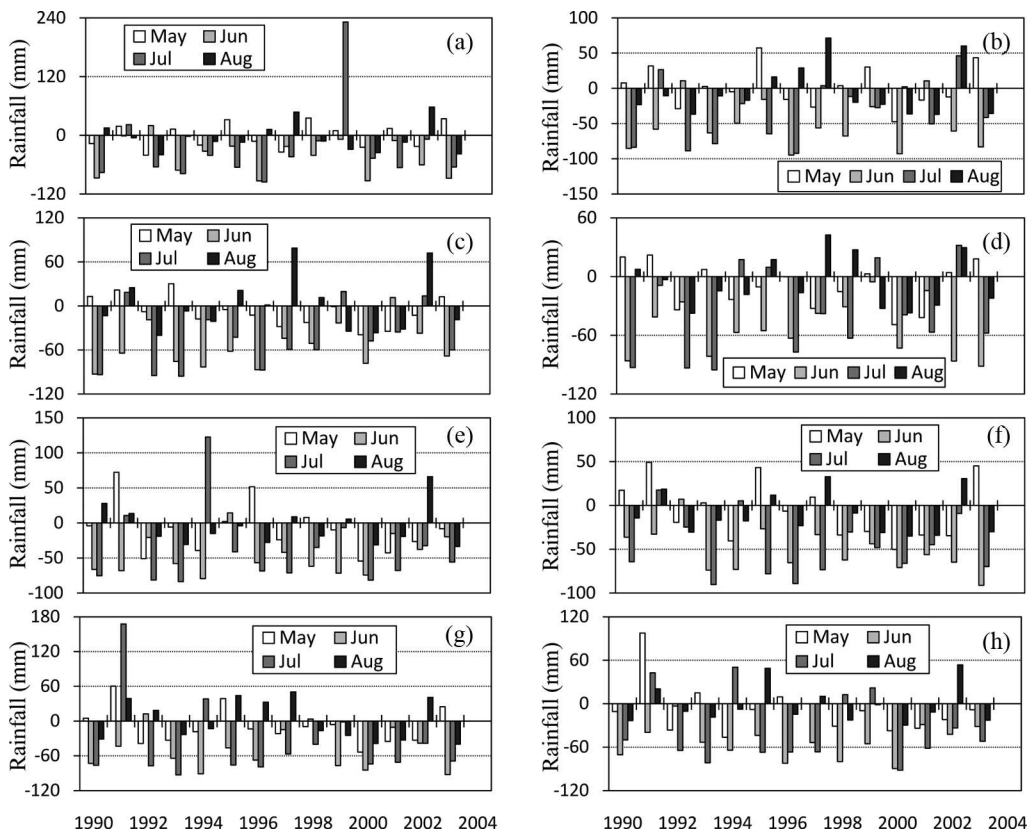 240
120
0
-120
Rainfall (mm)
May Jun
Jul Aug
(a)
100
50
0
-50
-100
-150
Rainfall (mm)
(b)
May Jun Jul Aug
120
60
0
-60
-120
Rainfall (mm)
May Jun
Jul Aug
(c)
60
0
-60
-120
Rainfall (mm)
(d)
May Jun Jul Aug
150
100
50
0
-50
-100
Rainfall (mm)
May Jun
Jul Aug
(e)
100
50
0
-50
-100
Rainfall (mm)
May Jun
Jul Aug
(f)
180
120
60
0
-60
-120
Rainfall (mm)
May Jun
Jul Aug
(g)
120
60
0
-60
-120
Rainfall (mm)
May Jun
Jul Aug
(h)
1990 1992 1994 1996 1998 2000 2002 2004
1990 1992 1994 1996 1998 2000 2002 2004